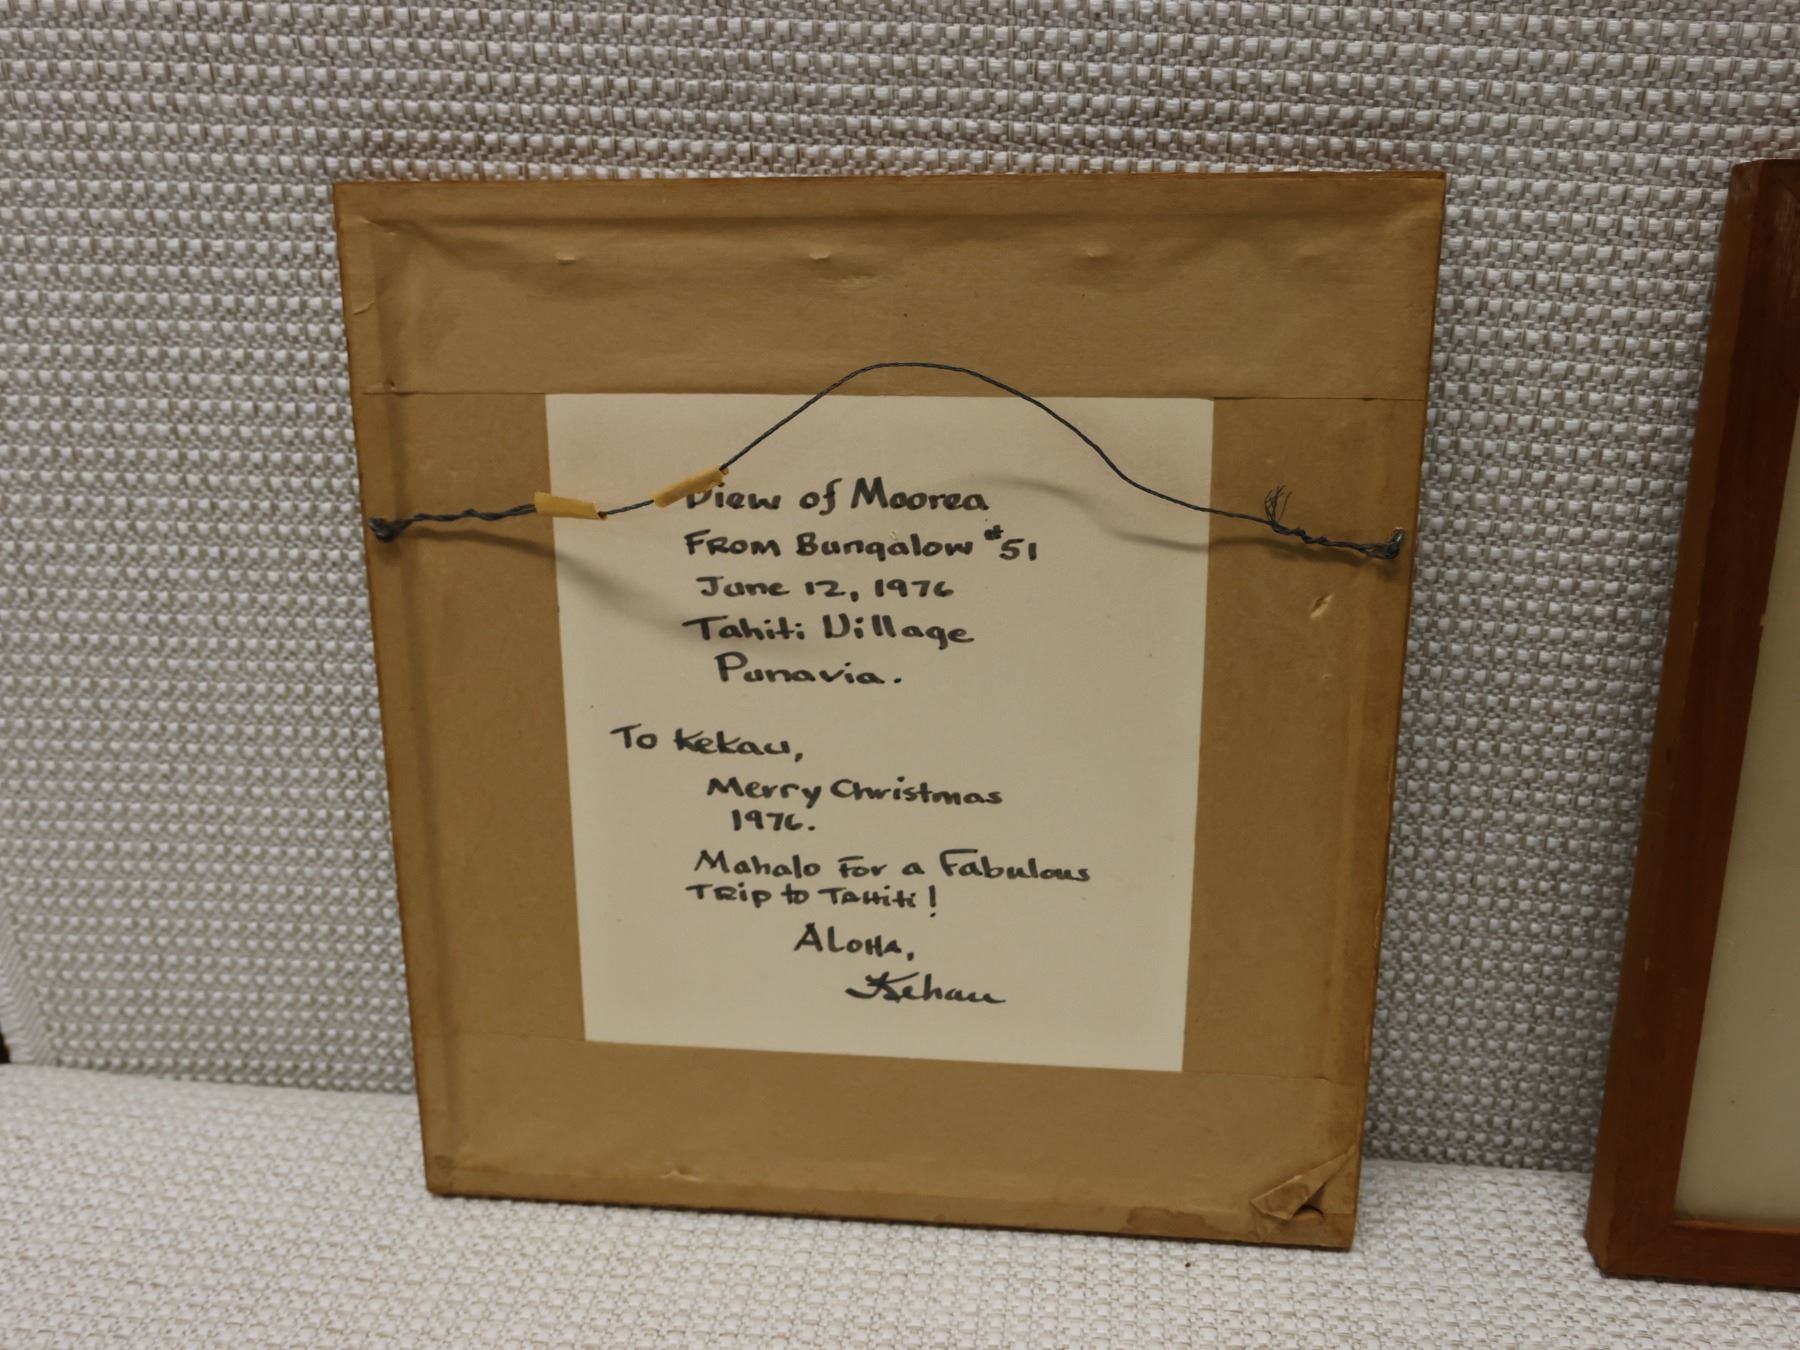 View of Moorea
From Bungalow #51
June 12, 1976
Tahiti Village
Punavia.
To Kekau,
Merry Christmas
1976.
Mahalo For a Fabulous
Trip to Tahiti!
Aloha,
Kehau